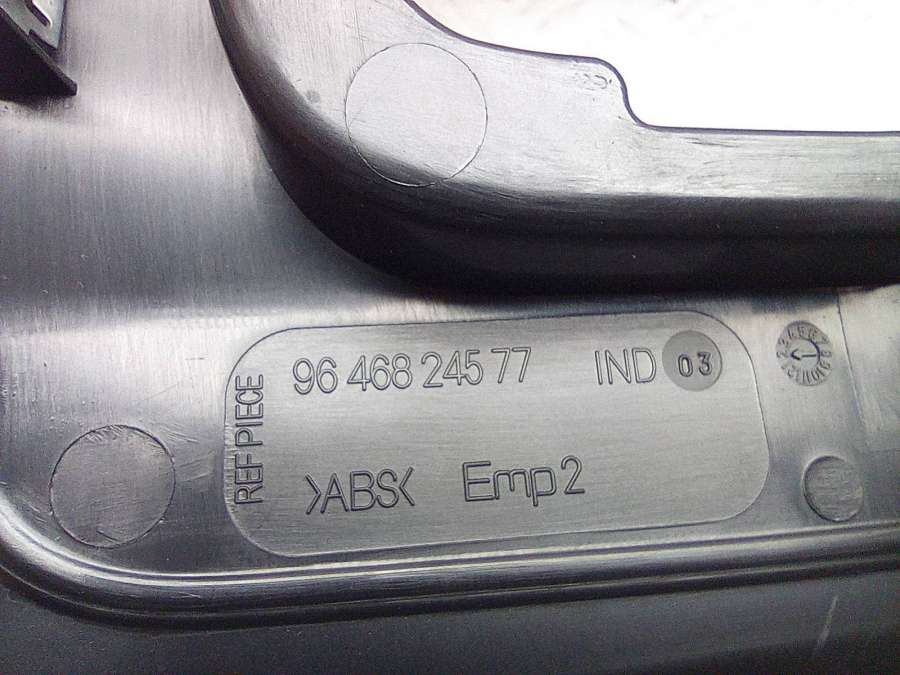 96 468 245 77 IND 03
REF PIECE
>ABS< Emp 2